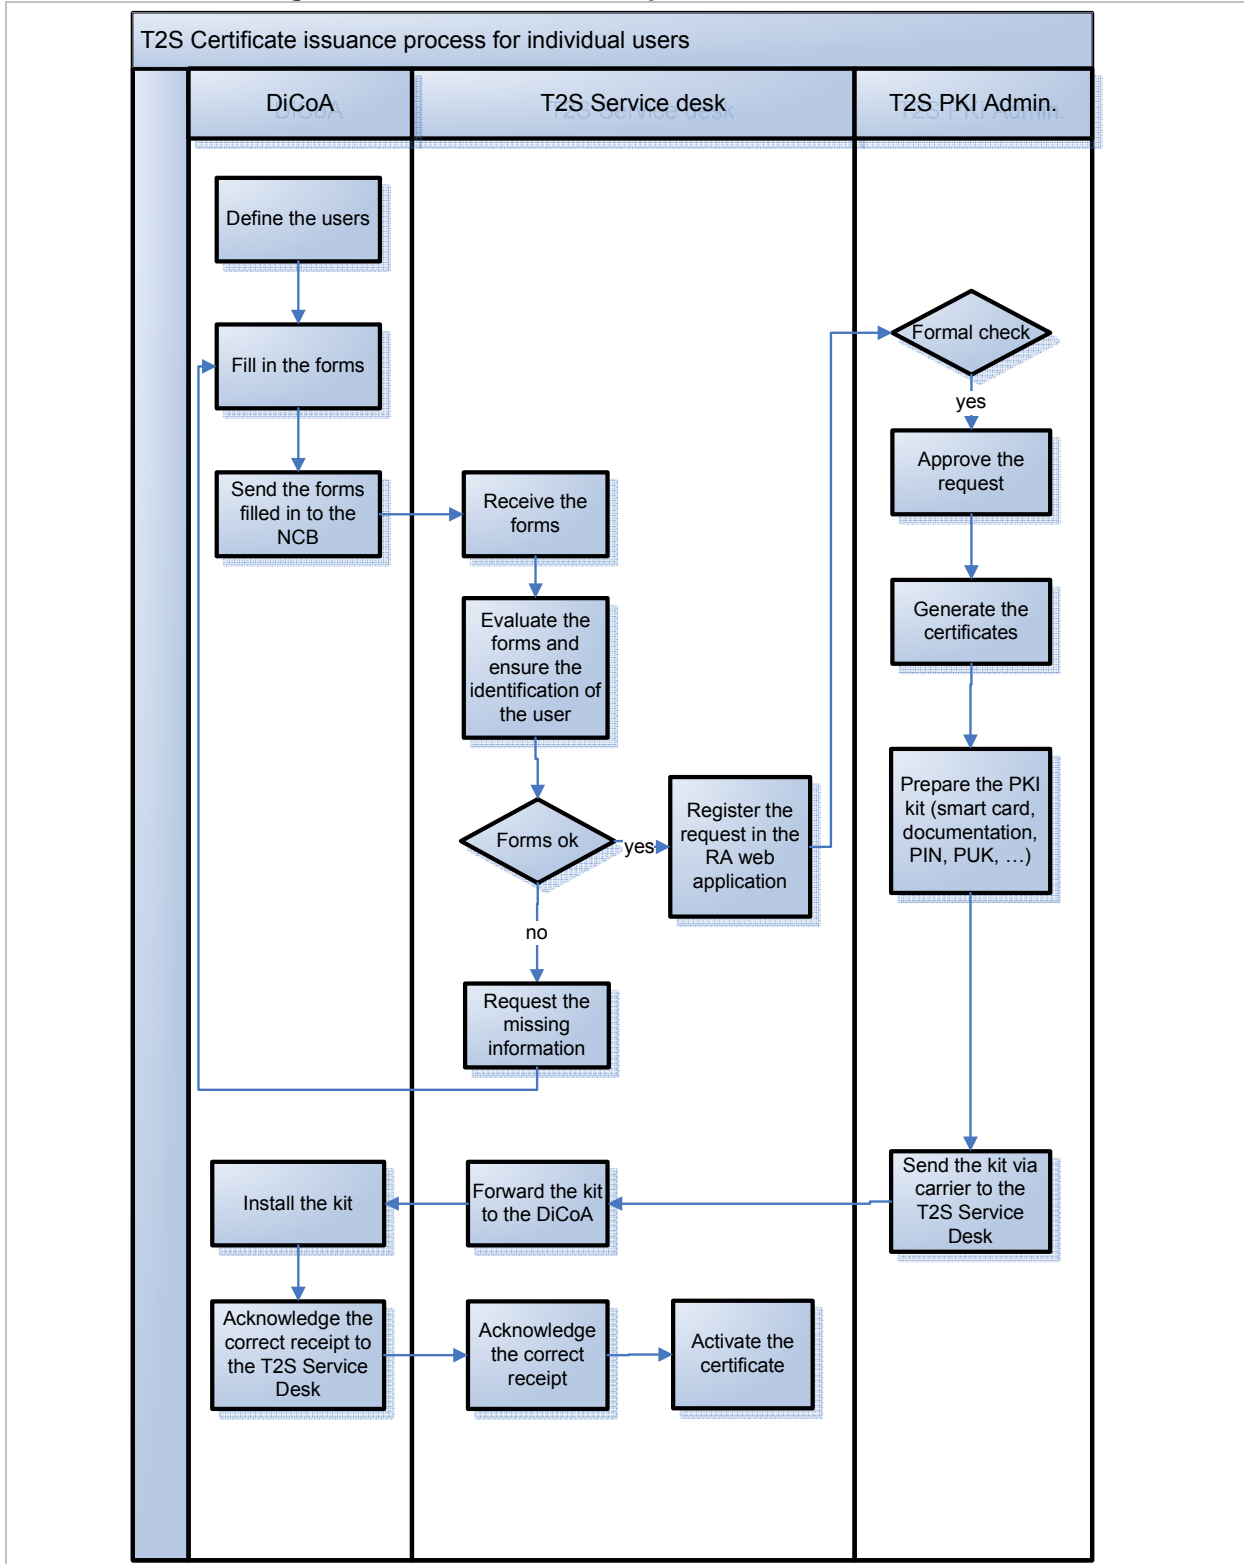 T2S Certificate issuance process for individual users
DiCoA
T2S Service desk
T2S PKI Admin.
Define the users
Fill in the forms
Send the forms
filled in to the
NCB
Receive the
forms
Evaluate the
forms and
ensure the
identification of
the user
Forms ok
yes
Register the
request in the
RA web
application
no
Request the
missing
information
Formal check
yes
Approve the
request
Generate the
certificates
Prepare the PKI
kit (smart card,
documentation,
PIN, PUK, …)
Send the kit via
carrier to the
T2S Service
Desk
Forward the kit
to the DiCoA
Install the kit
Acknowledge the
correct receipt to
the T2S Service
Desk
Acknowledge
the correct
receipt
Activate the
certificate